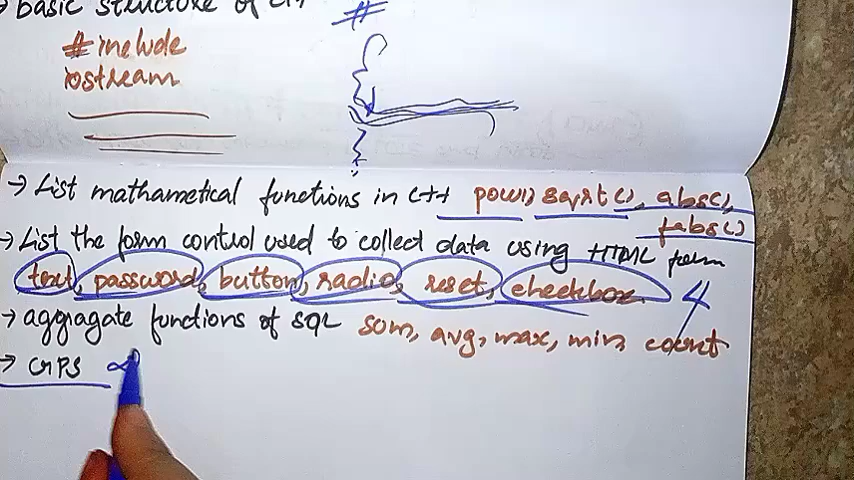 → basic structure of C++ #
#include
iostream
→ List mathametical functions in C++ pow(), sqrt(), abs(),
fabs()
→ List the form control used to collect data using HTML form
text, password, button, radio, reset, checkbox. 4
→ aggragate functions of SQL sum, avg, max, min, count
→ GPS